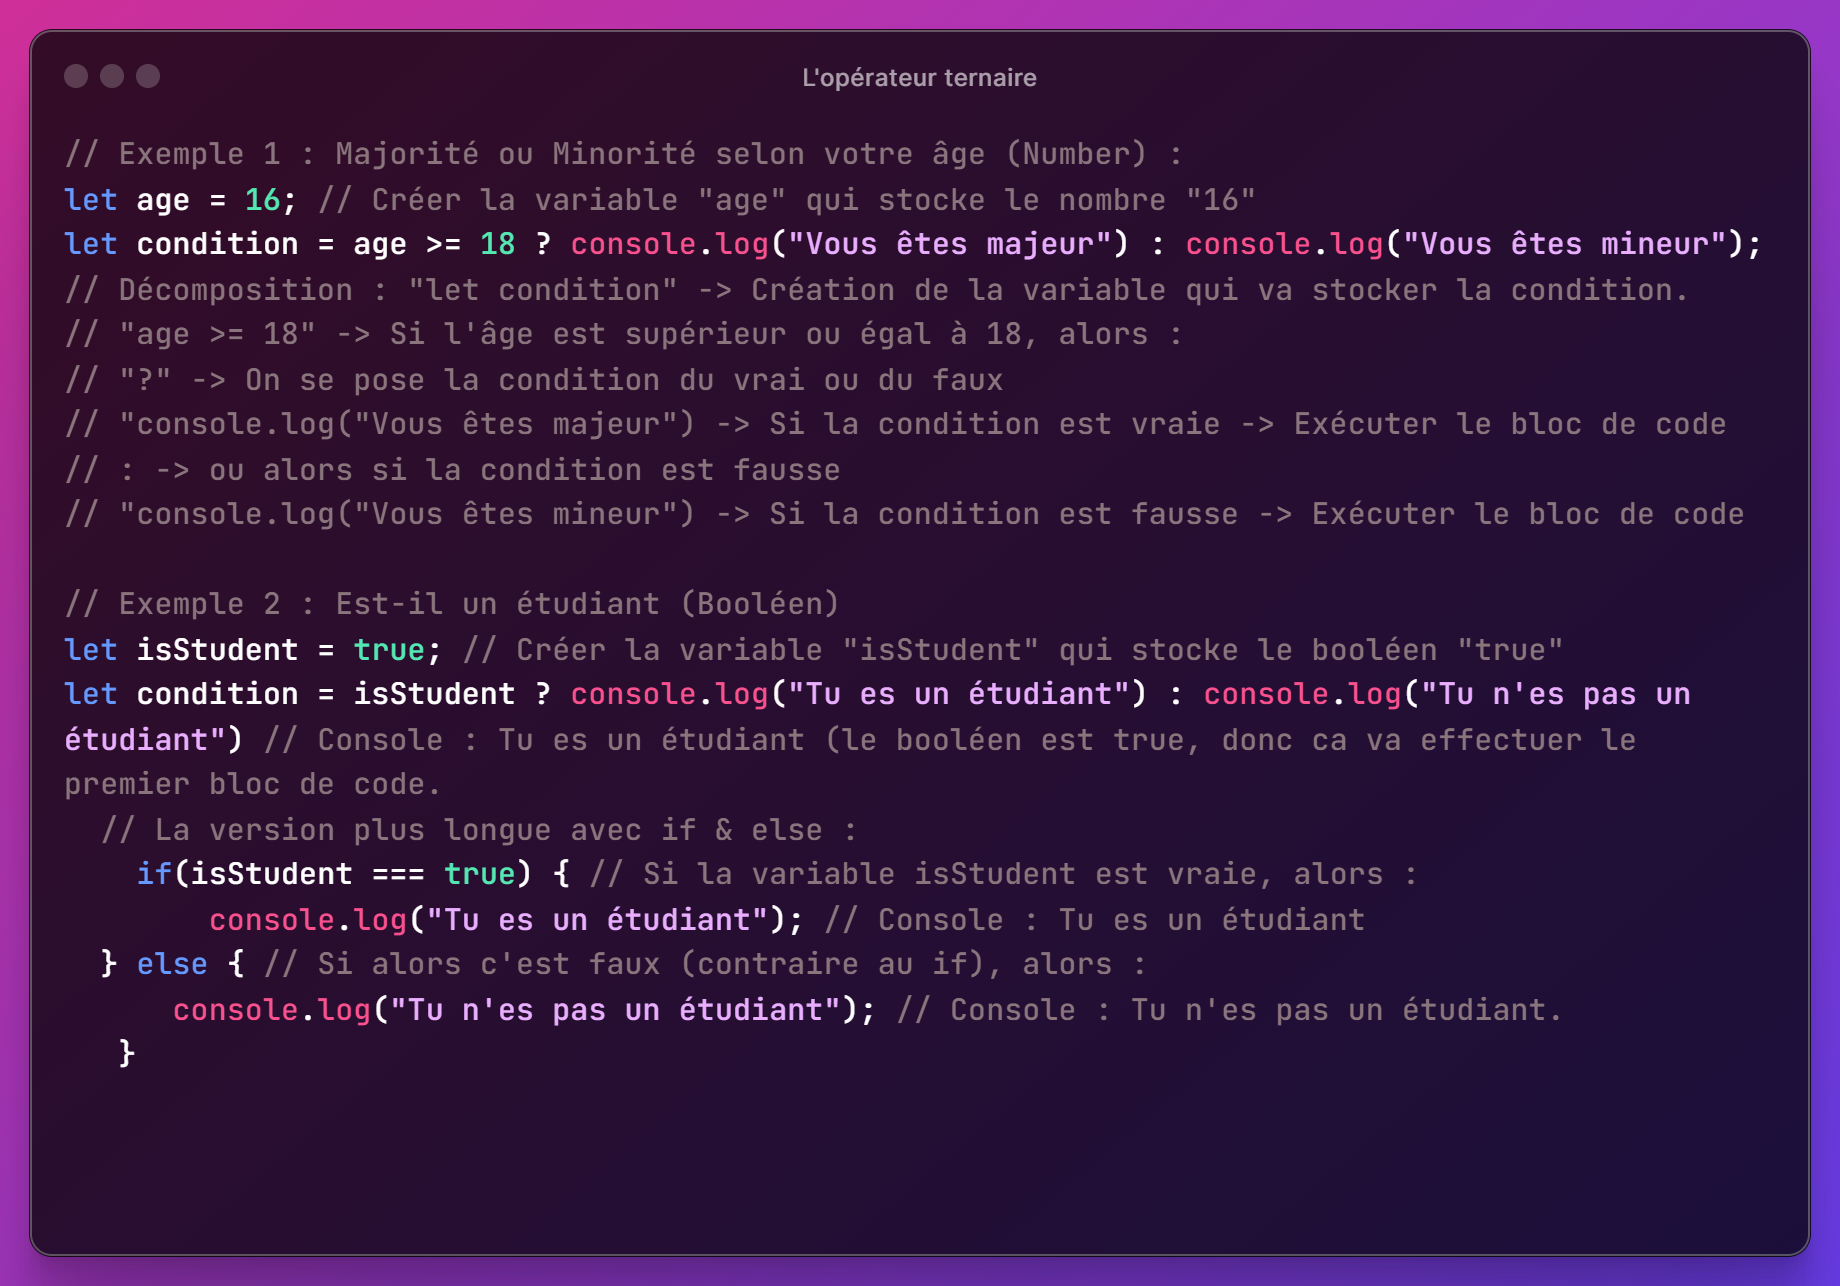 L'opérateur ternaire
// Exemple 1 : Majorité ou Minorité selon votre âge (Number) :
let age = 16; // Créer la variable "age" qui stocke le nombre "16"
let condition = age >= 18 ? console.log("Vous êtes majeur") : console.log("Vous êtes mineur");
// Décomposition : "let condition" -> Création de la variable qui va stocker la condition.
// "age >= 18" -> Si l'âge est supérieur ou égal à 18, alors :
// "?" -> On se pose la condition du vrai ou du faux
// "console.log("Vous êtes majeur") -> Si la condition est vraie -> Exécuter le bloc de code
// : -> ou alors si la condition est fausse
// "console.log("Vous êtes mineur") -> Si la condition est fausse -> Exécuter le bloc de code
// Exemple 2 : Est-il un étudiant (Booléen)
let isStudent = true; // Créer la variable "isStudent" qui stocke le booléen "true"
let condition = isStudent ? console.log("Tu es un étudiant") : console.log("Tu n'es pas un
étudiant") // Console : Tu es un étudiant (le booléen est true, donc ca va effectuer le
premier bloc de code.
// La version plus longue avec if & else :
if(isStudent === true) { // Si la variable isStudent est vraie, alors :
console.log("Tu es un étudiant"); // Console : Tu es un étudiant
} else { // Si alors c'est faux (contraire au if), alors :
console.log("Tu n'es pas un étudiant"); // Console : Tu n'es pas un étudiant.
}